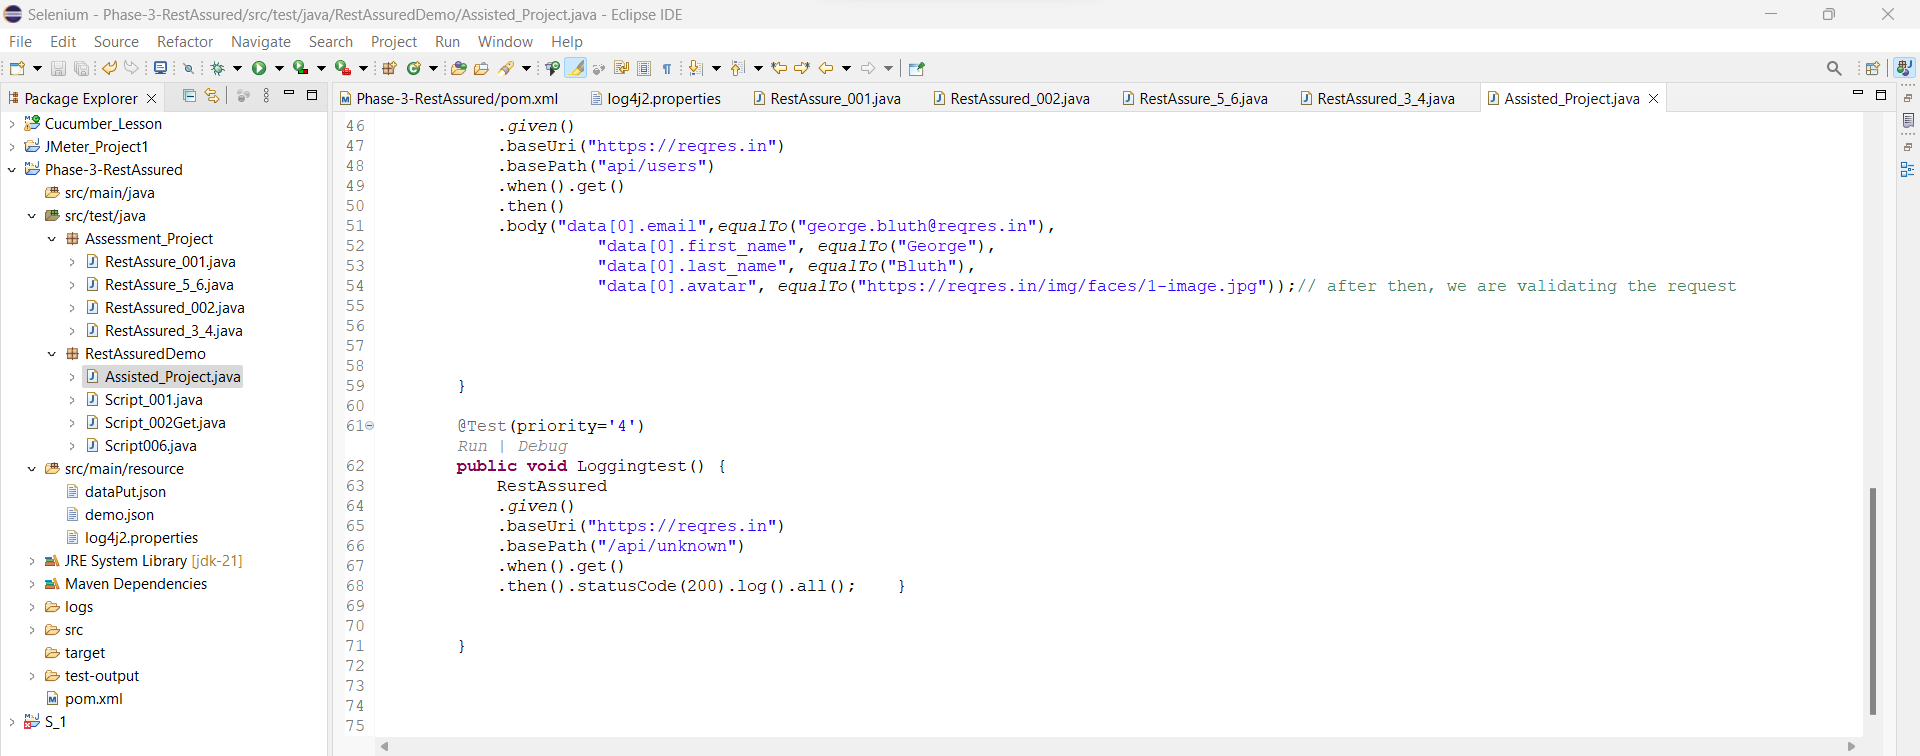 Selenium - Phase-3-RestAssured/src/test/java/RestAssuredDemo/Assisted_Project.java - Eclipse IDE
File Edit Source Refactor Navigate Search Project Run Window Help
Package Explorer
Cucumber_Lesson
JMeter_Project1
Phase-3-RestAssured
src/main/java
src/test/java
Assessment_Project
RestAssure_001.java
RestAssure_5_6.java
RestAssured_002.java
RestAssured_3_4.java
RestAssuredDemo
Assisted_Project.java
Script_001.java
Script_002Get.java
Script006.java
src/main/resource
dataPut.json
demo.json
log4j2.properties
JRE System Library [jdk-21]
Maven Dependencies
logs
src
target
test-output
pom.xml
S_1
Phase-3-RestAssured/pom.xml log4j2.properties RestAssure_001.java RestAssured_002.java RestAssure_5_6.java RestAssured_3_4.java Assisted_Project.java
46 .given()
47 .baseUri("https://reqres.in")
48 .basePath("api/users")
49 .when().get()
50 .then()
51 .body("data[0].email",equalTo("george.bluth@reqres.in"),
52 "data[0].first_name", equalTo("George"),
53 "data[0].last_name", equalTo("Bluth"),
54 "data[0].avatar", equalTo("https://reqres.in/img/faces/1-image.jpg"));// after then, we are validating the request
55
56
57
58
59 }
60
61 @Test(priority='4')
Run | Debug
62 public void Loggingtest() {
63 RestAssured
64 .given()
65 .baseUri("https://reqres.in")
66 .basePath("/api/unknown")
67 .when().get()
68 .then().statusCode(200).log().all(); }
69
70
71 }
72
73
74
75